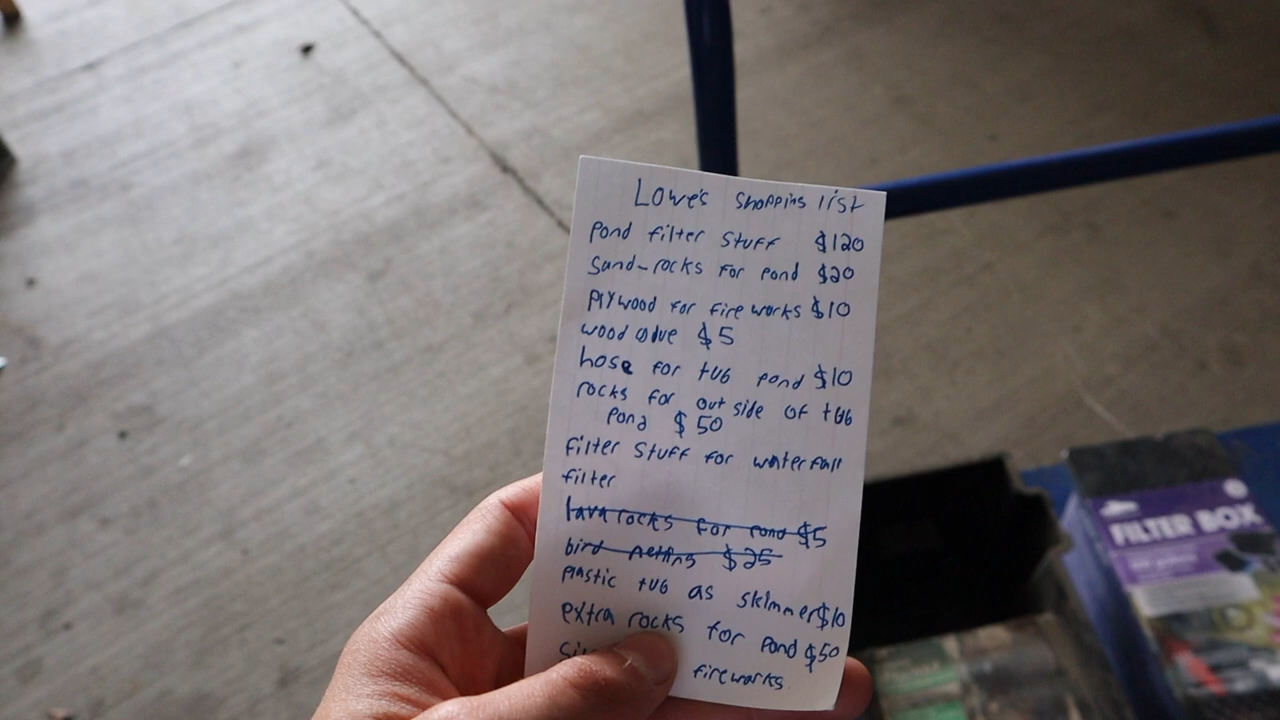 Lowe's shopping list
pond filter stuff $120
sand-rocks for pond $20
plywood for fireworks $10
wood glue $5
hose for tub pond $10
rocks for outside of tub
pond $50
filter stuff for waterfall
filter
lava rocks for pond $5
bird netting $25
plastic tub as skimmer $10
extra rocks for pond $50
fireworks
FILTER BOX